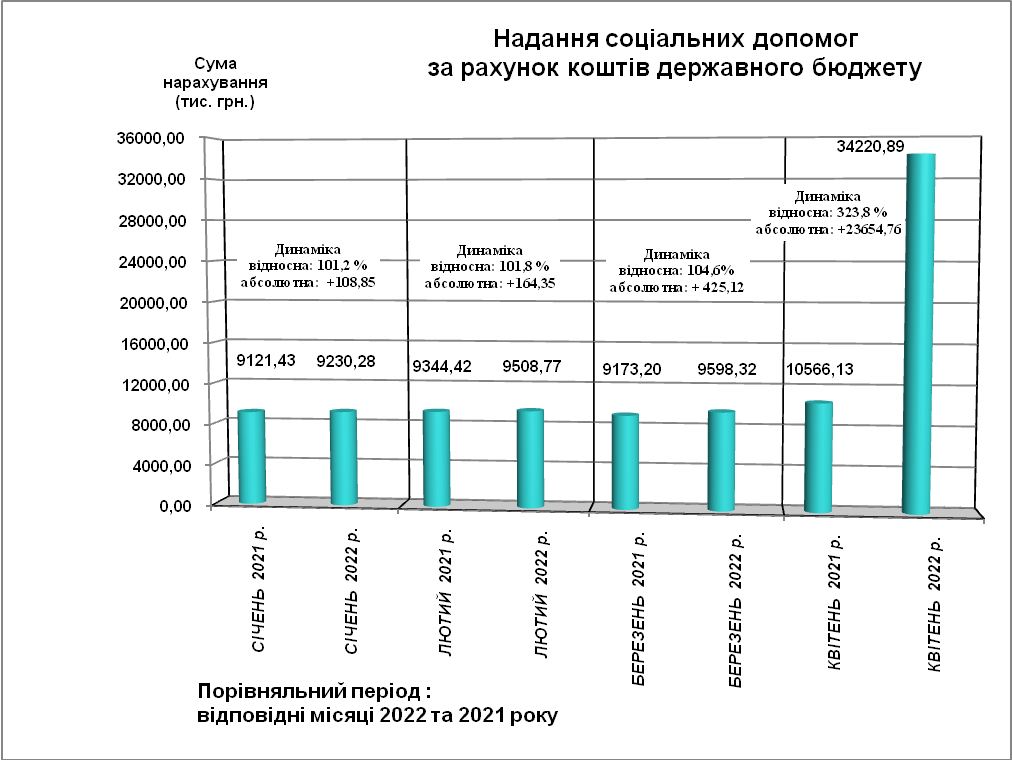 Надання соціальних допомог
за рахунок коштів державного бюджету
Сума
нарахування
(тис. грн.)
36000,00
32000,00
28000,00
24000,00
20000,00
16000,00
12000,00
8000,00
4000,00
0,00
Динаміка
відносна: 101,2 %
абсолютна: +108,85
Динаміка
відносна: 101,8 %
абсолютна: +164,35
Динаміка
відносна: 104,6%
абсолютна: + 425,12
Динаміка
відносна: 323,8 %
абсолютна: +23654,76
9121,43
9230,28
9344,42
9508,77
9173,20
9598,32
10566,13
34220,89
СІЧЕНЬ 2021 р.
СІЧЕНЬ 2022 р.
ЛЮТИЙ 2021 р.
ЛЮТИЙ 2022 р.
БЕРЕЗЕНЬ 2021 р.
БЕРЕЗЕНЬ 2022 р.
КВІТЕНЬ 2021 р.
КВІТЕНЬ 2022 р.
Порівняльний період :
відповідні місяці 2022 та 2021 року